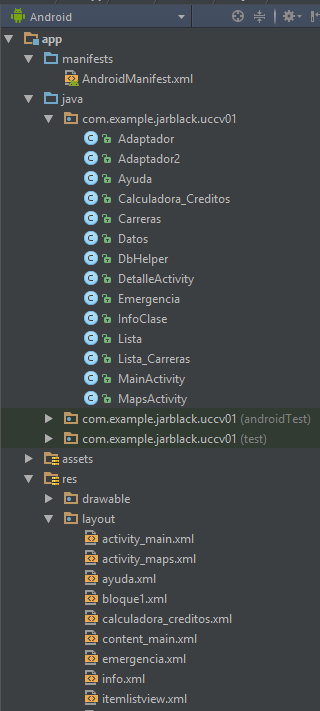 Android
app
manifests
AndroidManifest.xml
java
com.example.jarblack.uccv01
Adaptador
Adaptador2
Ayuda
Calculadora_Creditos
Carreras
Datos
DbHelper
DetalleActivity
Emergencia
InfoClase
Lista
Lista_Carreras
MainActivity
MapsActivity
com.example.jarblack.uccv01 (androidTest)
com.example.jarblack.uccv01 (test)
assets
res
drawable
layout
activity_main.xml
activity_maps.xml
ayuda.xml
bloque1.xml
calculadora_creditos.xml
content_main.xml
emergencia.xml
info.xml
itemlistview.xml